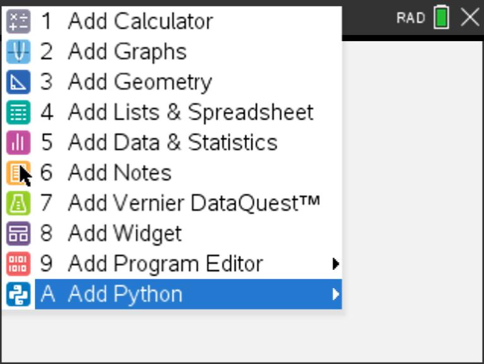 RAD
1 Add Calculator
2 Add Graphs
3 Add Geometry
4 Add Lists & Spreadsheet
5 Add Data & Statistics
6 Add Notes
7 Add Vernier DataQuest™
8 Add Widget
9 Add Program Editor
A Add Python